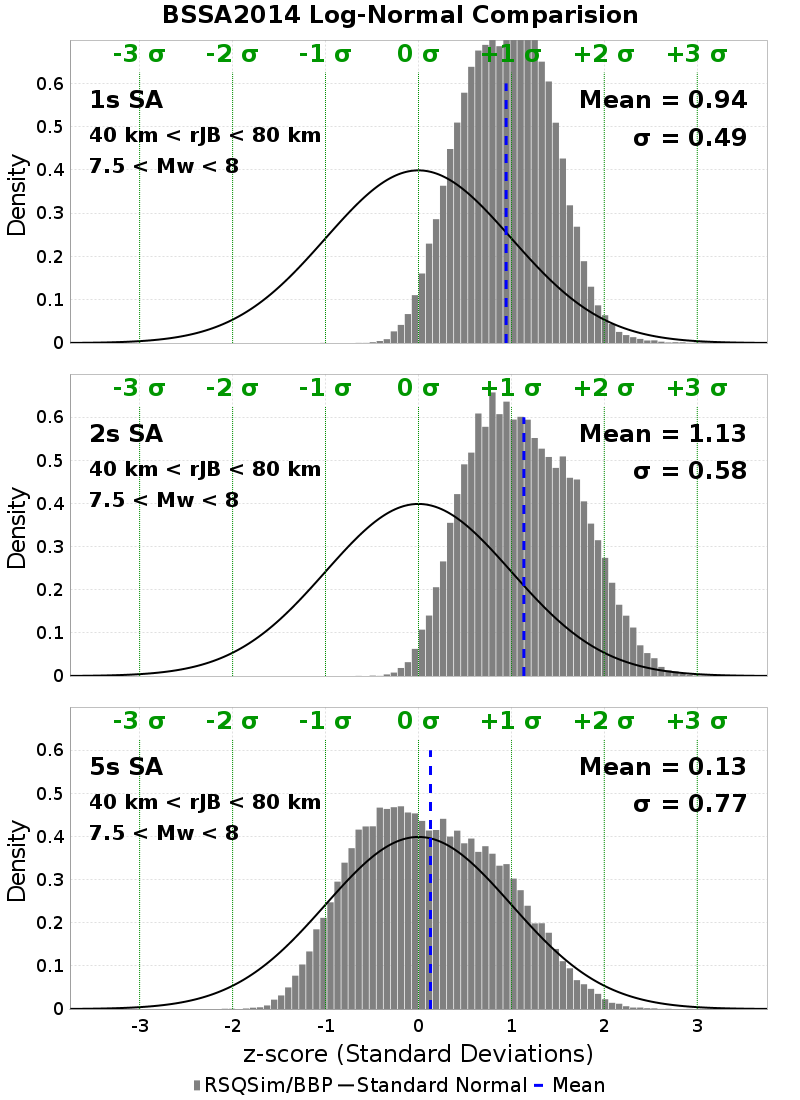 BSSA2014 Log-Normal Comparision
-3 σ -2 σ -1 σ 0 σ +1 σ +2 σ +3 σ
1s SA
40 km < rJB < 80 km
7.5 < Mw < 8
Mean = 0.94
σ = 0.49
Density
0.6
0.5
0.4
0.3
0.2
0.1
0
-3 σ -2 σ -1 σ 0 σ +1 σ +2 σ +3 σ
2s SA
40 km < rJB < 80 km
7.5 < Mw < 8
Mean = 1.13
σ = 0.58
Density
0.6
0.5
0.4
0.3
0.2
0.1
0
-3 σ -2 σ -1 σ 0 σ +1 σ +2 σ +3 σ
5s SA
40 km < rJB < 80 km
7.5 < Mw < 8
Mean = 0.13
σ = 0.77
Density
0.6
0.5
0.4
0.3
0.2
0.1
0
-3 -2 -1 0 1 2 3
z-score (Standard Deviations)
RSQSim/BBP Standard Normal Mean